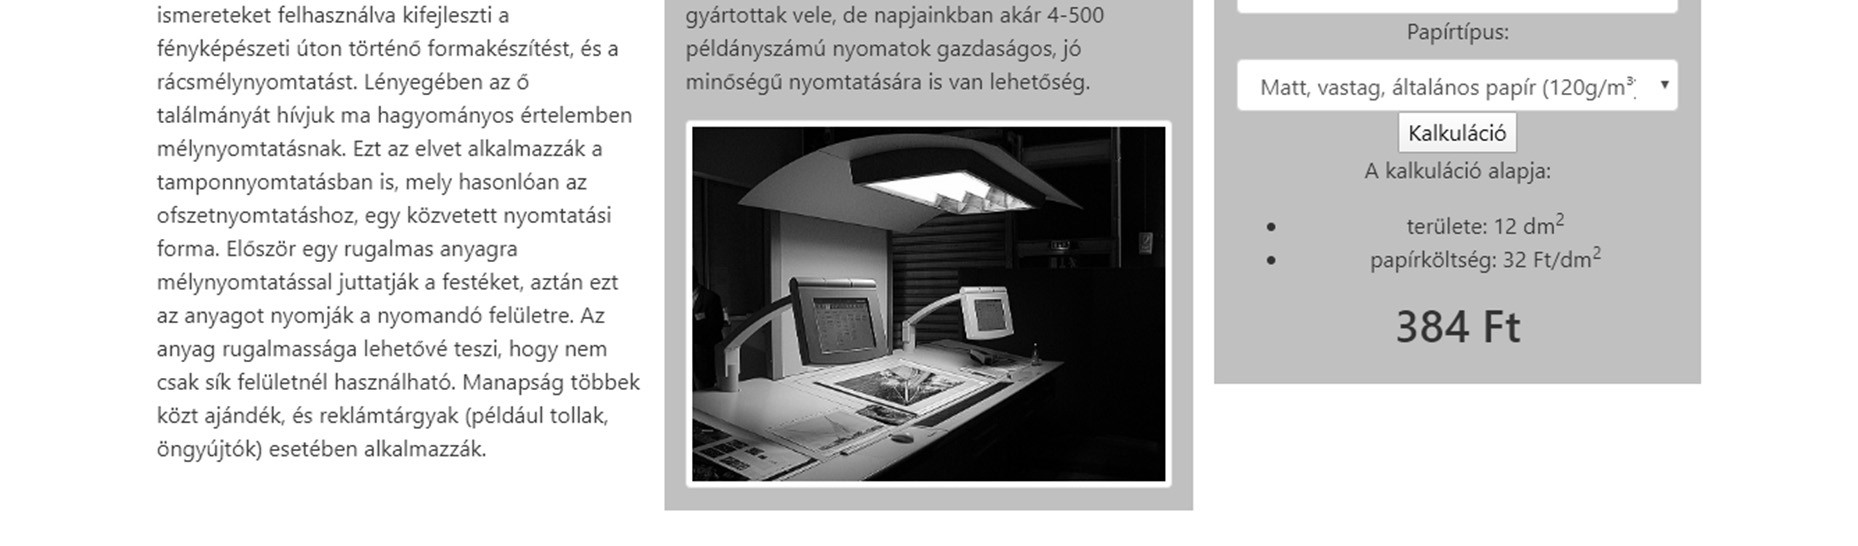 ismereteket felhasználva kifejleszti a
fényképészeti úton történő formakészítést, és a
rácsmélynyomtatást. Lényegében az ő
találmányát hívjuk ma hagyományos értelemben
mélynyomtatásnak. Ezt az elvet alkalmazzák a
tamponnyomtatásban is, mely hasonlóan az
ofszetnyomtatáshoz, egy közvetett nyomtatási
forma. Először egy rugalmas anyagra
mélynyomtatással juttatják a festéket, aztán ezt
az anyagot nyomják a nyomandó felületre. Az
anyag rugalmassága lehetővé teszi, hogy nem
csak sík felületnél használható. Manapság többek
közt ajándék, és reklámtárgyak (például tollak,
öngyújtók) esetében alkalmazzák.
gyártottak vele, de napjainkban akár 4-500
példányszámú nyomatok gazdaságos, jó
minőségű nyomtatására is van lehetőség.
Papírtípus:
Matt, vastag, általános papír (120g/m³)
Kalkuláció
A kalkuláció alapja:
• területe: 12 dm²
• papírköltség: 32 Ft/dm²
384 Ft